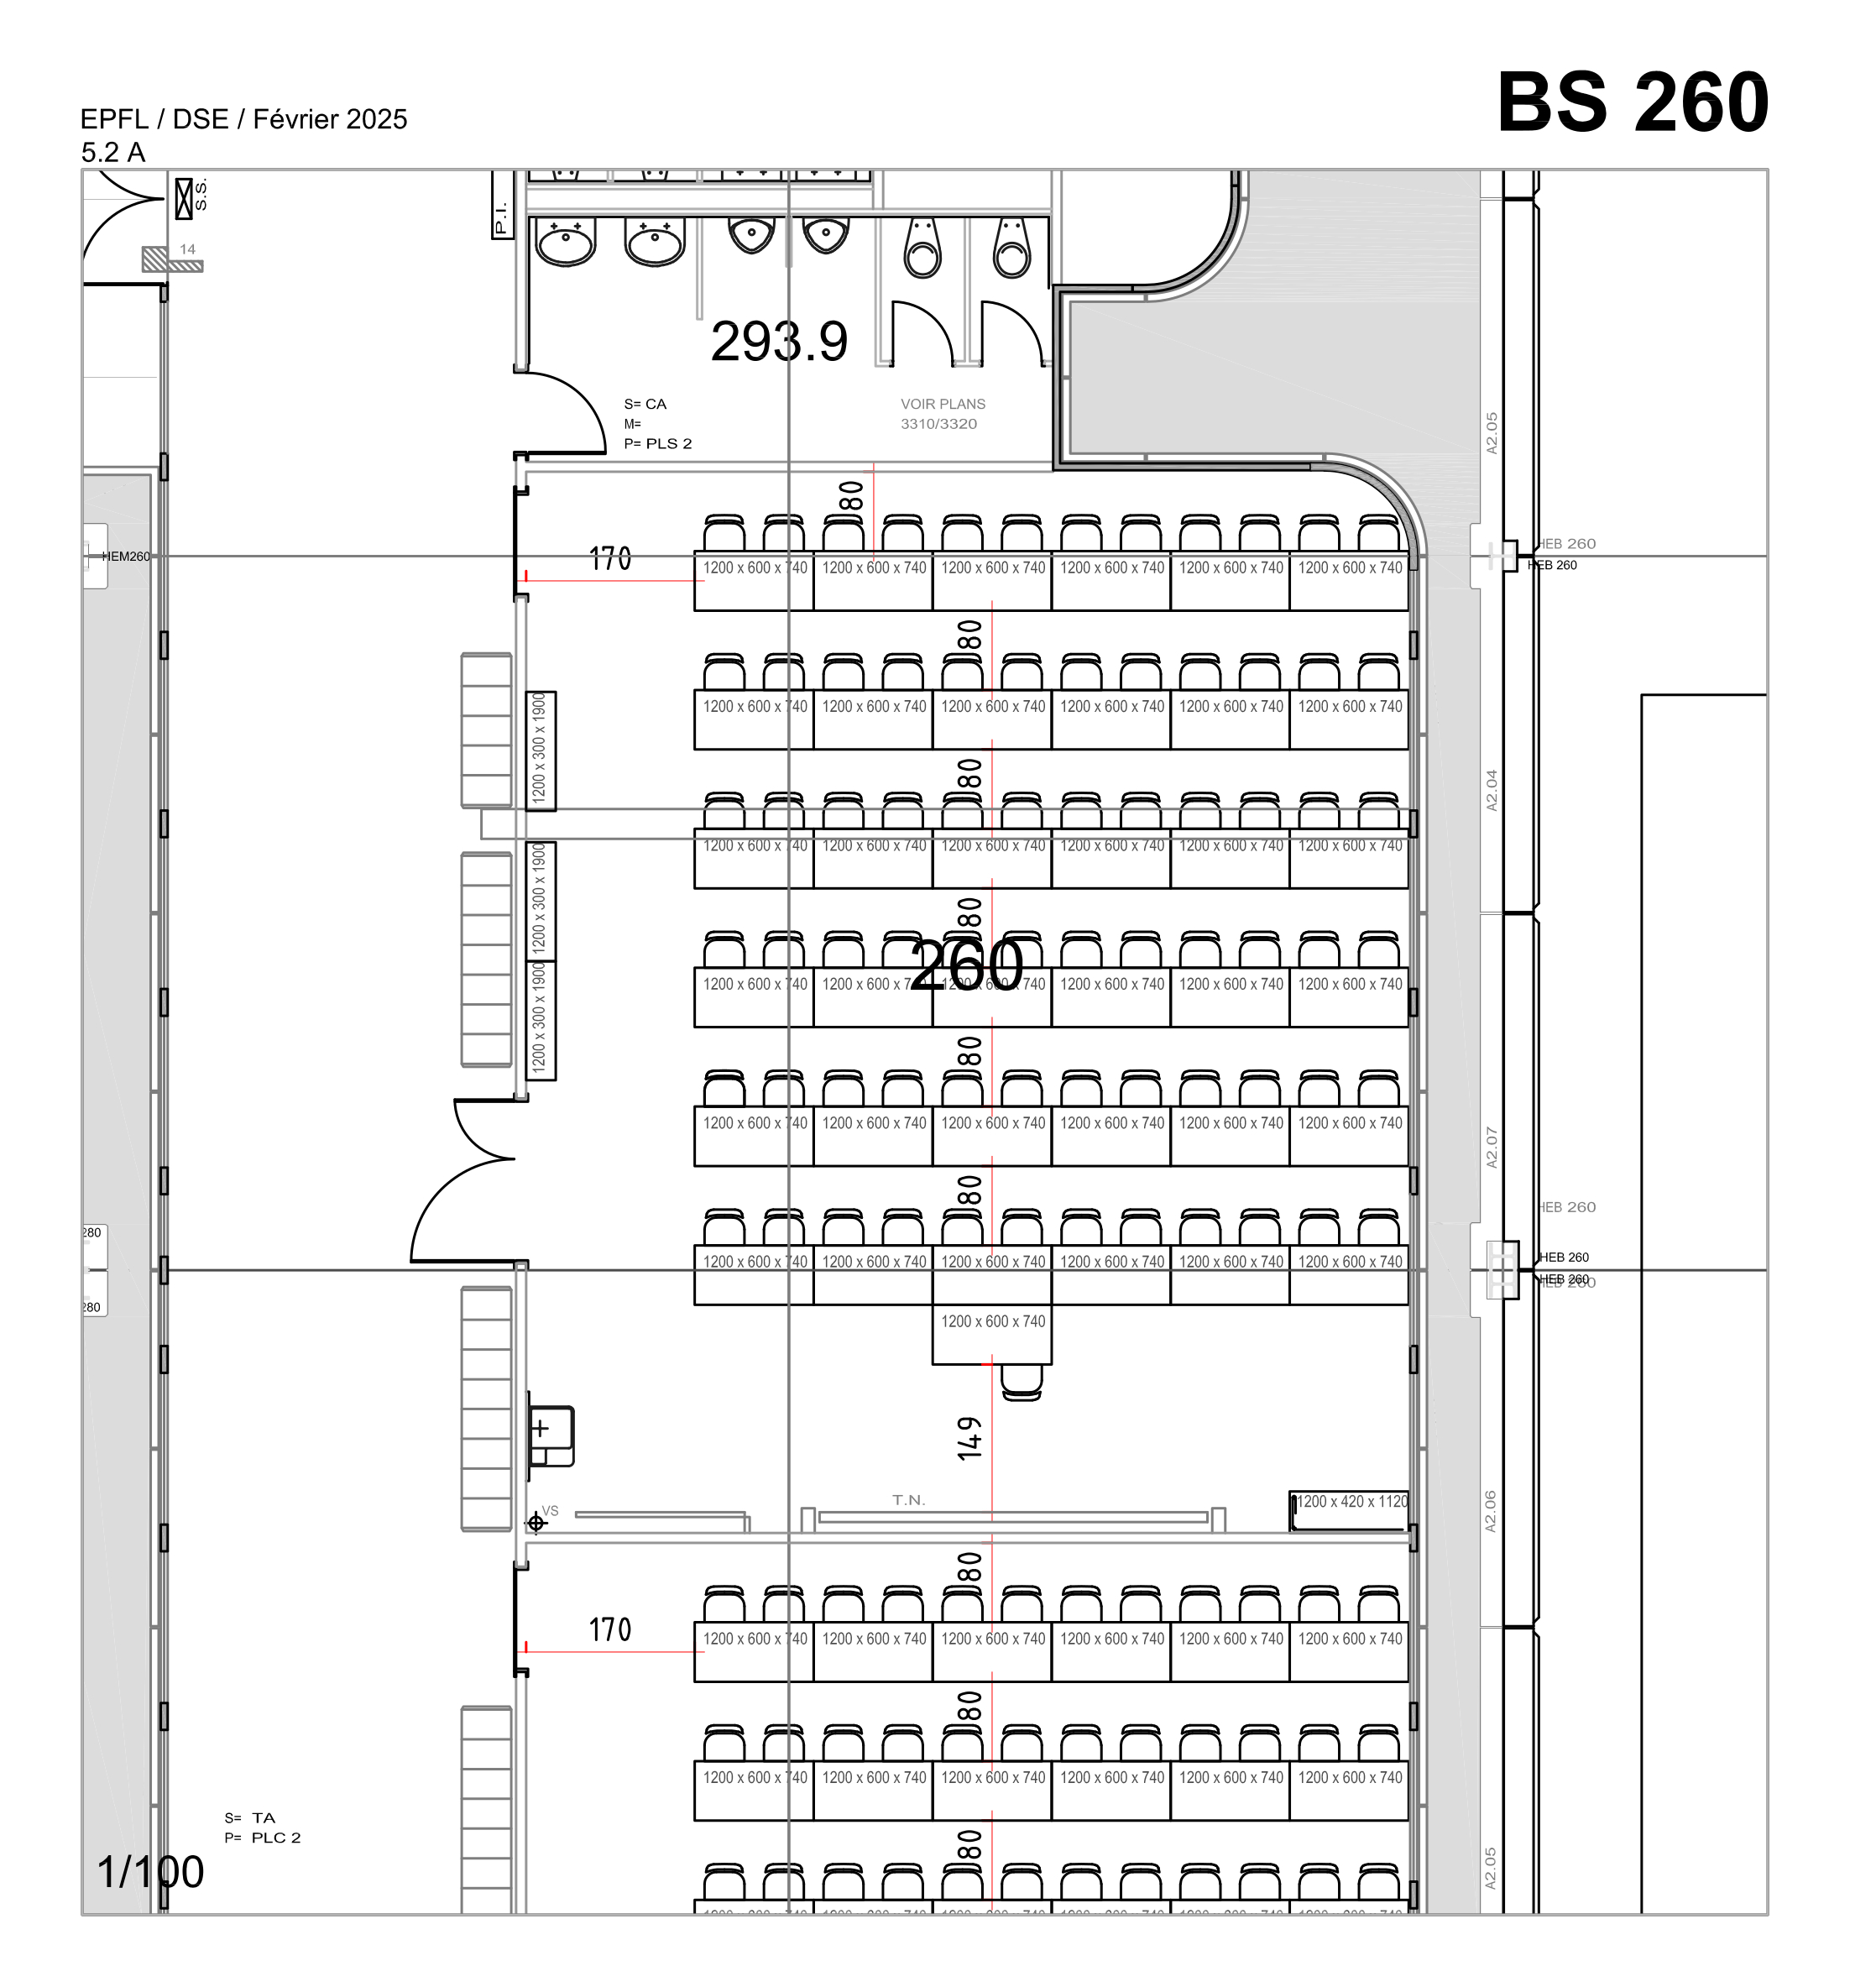 EPFL / DSE / Février 2025
5.2 A
BS 260
S.S.
P.I.
14
293.9
S= CA
M=
P= PLS 2
VOIR PLANS
3310/3320
A2.05
80
HEM260
170
HEB 260
HEB 260
1200 x 600 x 740 1200 x 600 x 740 1200 x 600 x 740 1200 x 600 x 740 1200 x 600 x 740 1200 x 600 x 740
80
1200 x 300 x 1900
1200 x 600 x 740 1200 x 600 x 740 1200 x 600 x 740 1200 x 600 x 740 1200 x 600 x 740 1200 x 600 x 740
80
A2.04
1200 x 600 x 740 1200 x 600 x 740 1200 x 600 x 740 1200 x 600 x 740 1200 x 600 x 740 1200 x 600 x 740
1200 x 300 x 1900
80
260
1200 x 600 x 740 1200 x 600 x 740 1200 x 600 x 740 1200 x 600 x 740 1200 x 600 x 740 1200 x 600 x 740
1200 x 300 x 1900
80
1200 x 600 x 740 1200 x 600 x 740 1200 x 600 x 740 1200 x 600 x 740 1200 x 600 x 740 1200 x 600 x 740
A2.07
80
HEB 260
280
1200 x 600 x 740 1200 x 600 x 740 1200 x 600 x 740 1200 x 600 x 740 1200 x 600 x 740 1200 x 600 x 740
HEB 260
HEB 260
HEB 260
280
1200 x 600 x 740
149
VS
T.N.
1200 x 420 x 1120
A2.06
80
170
1200 x 600 x 740 1200 x 600 x 740 1200 x 600 x 740 1200 x 600 x 740 1200 x 600 x 740 1200 x 600 x 740
80
1200 x 600 x 740 1200 x 600 x 740 1200 x 600 x 740 1200 x 600 x 740 1200 x 600 x 740 1200 x 600 x 740
80
S= TA
P= PLC 2
A2.05
1/100